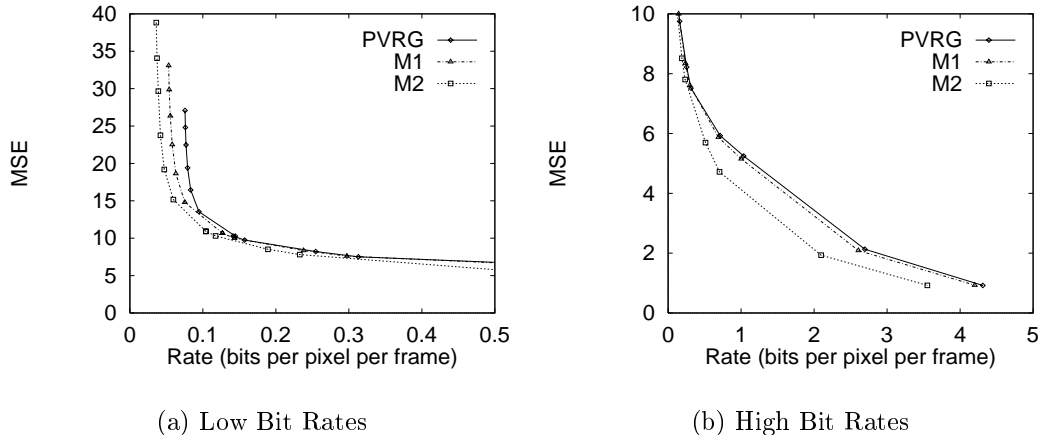 40
35
30
25
20
15
10
5
0
MSE
PVRG
M1
M2
0 0.1 0.2 0.3 0.4 0.5
Rate (bits per pixel per frame)
(a) Low Bit Rates
10
8
6
4
2
0
MSE
PVRG
M1
M2
0 1 2 3 4 5
Rate (bits per pixel per frame)
(b) High Bit Rates